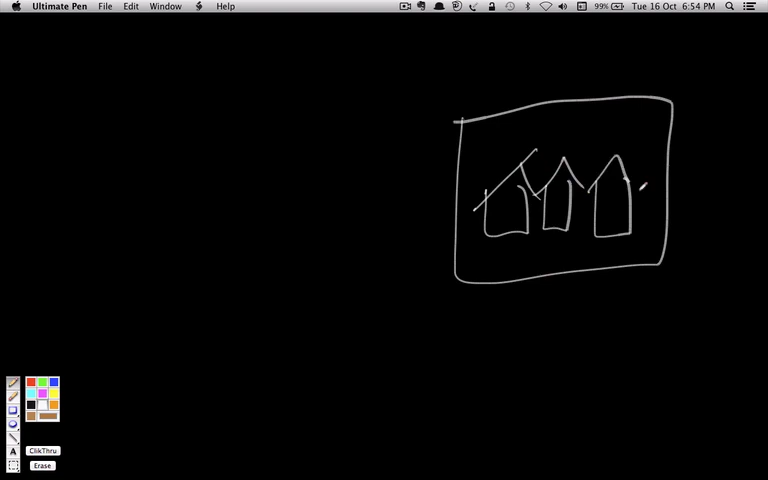 Ultimate Pen File Edit Window Help 99% Tue 16 Oct 6:54 PM
A
ClikThru
Erase